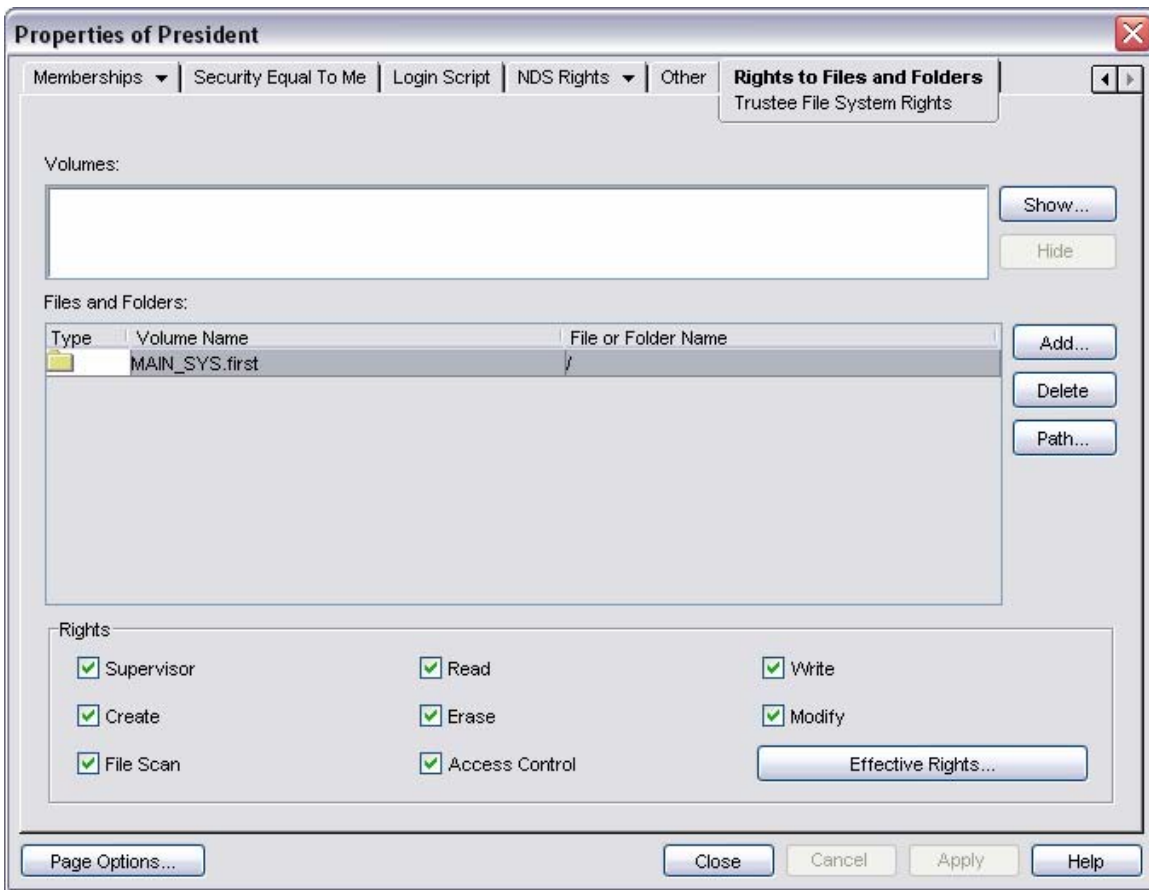 Properties of President
Memberships Security Equal To Me Login Script NDS Rights Other Rights to Files and Folders
Trustee File System Rights
Volumes:
Show...
Hide
Files and Folders:
Type Volume Name File or Folder Name
MAIN_SYS.first /
Add...
Delete
Path...
Rights
Supervisor Read Write
Create Erase Modify
File Scan Access Control Effective Rights...
Page Options... Close Cancel Apply Help